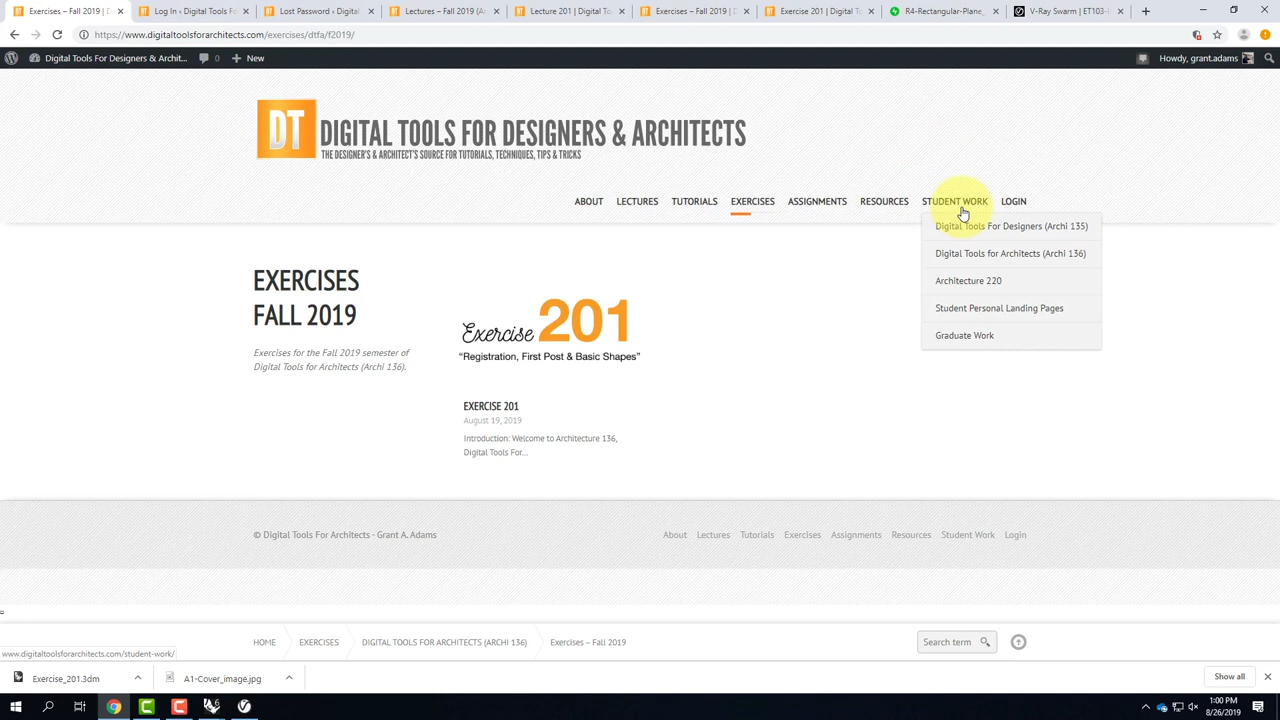 Exercises – Fall 2019 | D
Log In ‹ Digital Tools Fo
Lost Password ‹ Digital
Lectures – Fall 2019 (Ar
Lecture 201 | Digital To
Exercises – Fall 2019 | D
Exercise 201 | Digital To
R4-Rectangular-Plane_
V-Ray Swarm (ET103-H
https://www.digitaltoolsforarchitects.com/exercises/dtfa/f2019/
Digital Tools For Designers & Archit... 0 New
Howdy, grant.adams
DT DIGITAL TOOLS FOR DESIGNERS & ARCHITECTS
THE DESIGNER'S & ARCHITECT'S SOURCE FOR TUTORIALS, TECHNIQUES, TIPS & TRICKS
ABOUT LECTURES TUTORIALS EXERCISES ASSIGNMENTS RESOURCES STUDENT WORK LOGIN
Digital Tools For Designers (Archi 135)
Digital Tools for Architects (Archi 136)
Architecture 220
Student Personal Landing Pages
Graduate Work
EXERCISES
FALL 2019
Exercises for the Fall 2019 semester of
Digital Tools for Architects (Archi 136).
Exercise 201
“Registration, First Post & Basic Shapes”
EXERCISE 201
August 19, 2019
Introduction: Welcome to Architecture 136,
Digital Tools For...
© Digital Tools For Architects - Grant A. Adams
About Lectures Tutorials Exercises Assignments Resources Student Work Login
HOME EXERCISES DIGITAL TOOLS FOR ARCHITECTS (ARCHI 136) Exercises – Fall 2019
Search term
www.digitaltoolsforarchitects.com/student-work/
Exercise_201.3dm
A1-Cover_image.jpg
Show all
1:00 PM
8/26/2019